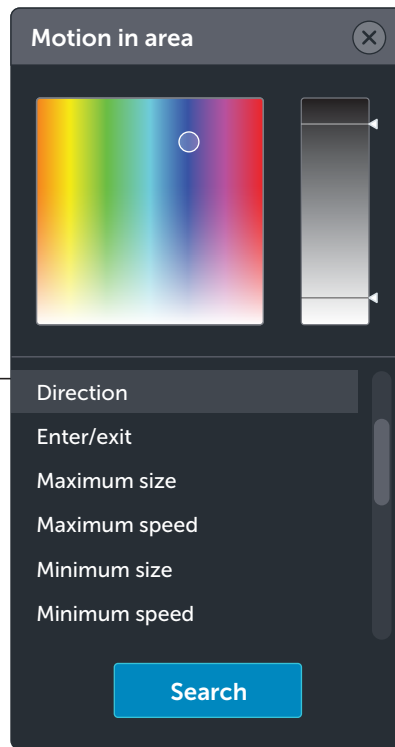 Motion in area
Direction
Enter/exit
Maximum size
Maximum speed
Minimum size
Minimum speed
Search